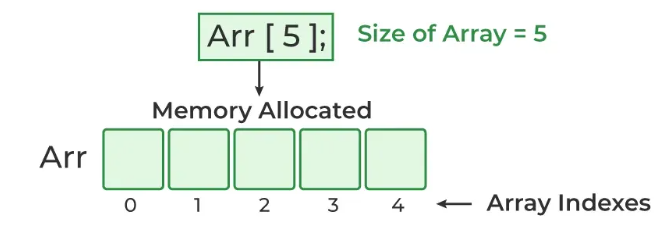 Arr [ 5 ];
Size of Array = 5
Memory Allocated
Arr
0 1 2 3 4
Array Indexes